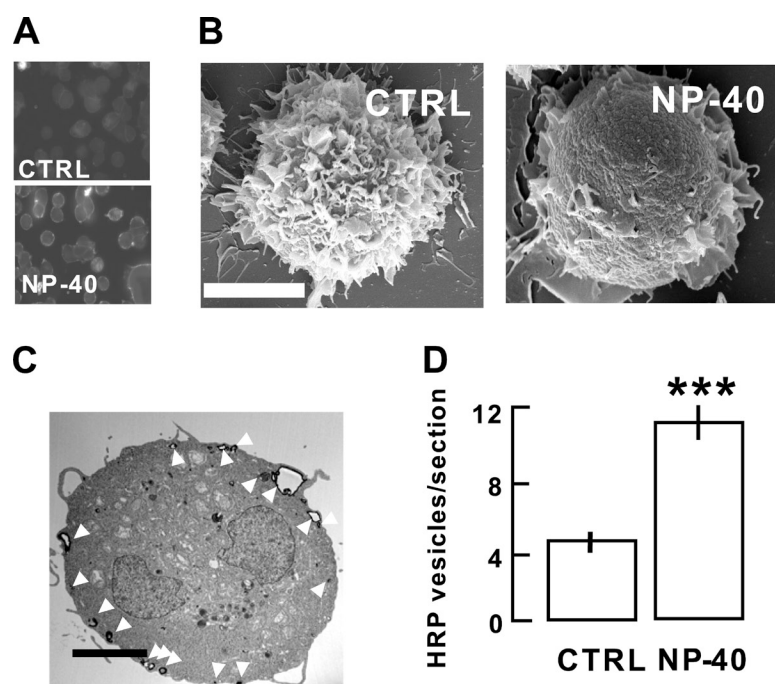 A
B
CTRL
NP-40
CTRL
NP-40
C
D
HRP vesicles/section
***
12
8
4
0
CTRL NP-40